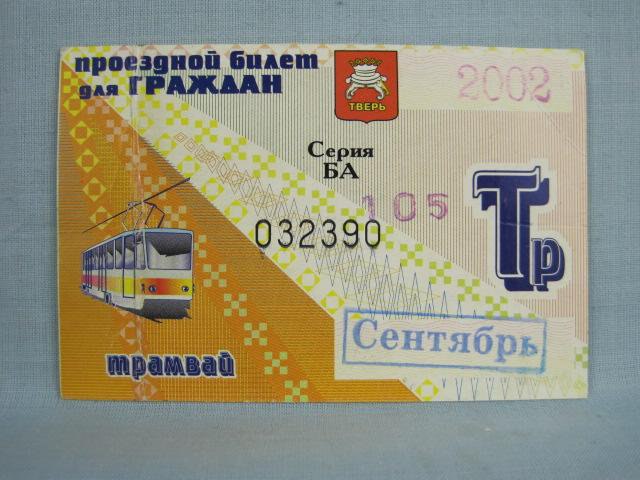 проездной билет
для ГРАЖДАН
ТВЕРЬ
2002
Серия
БА
105
032390
Тр
Сентябрь
трамвай